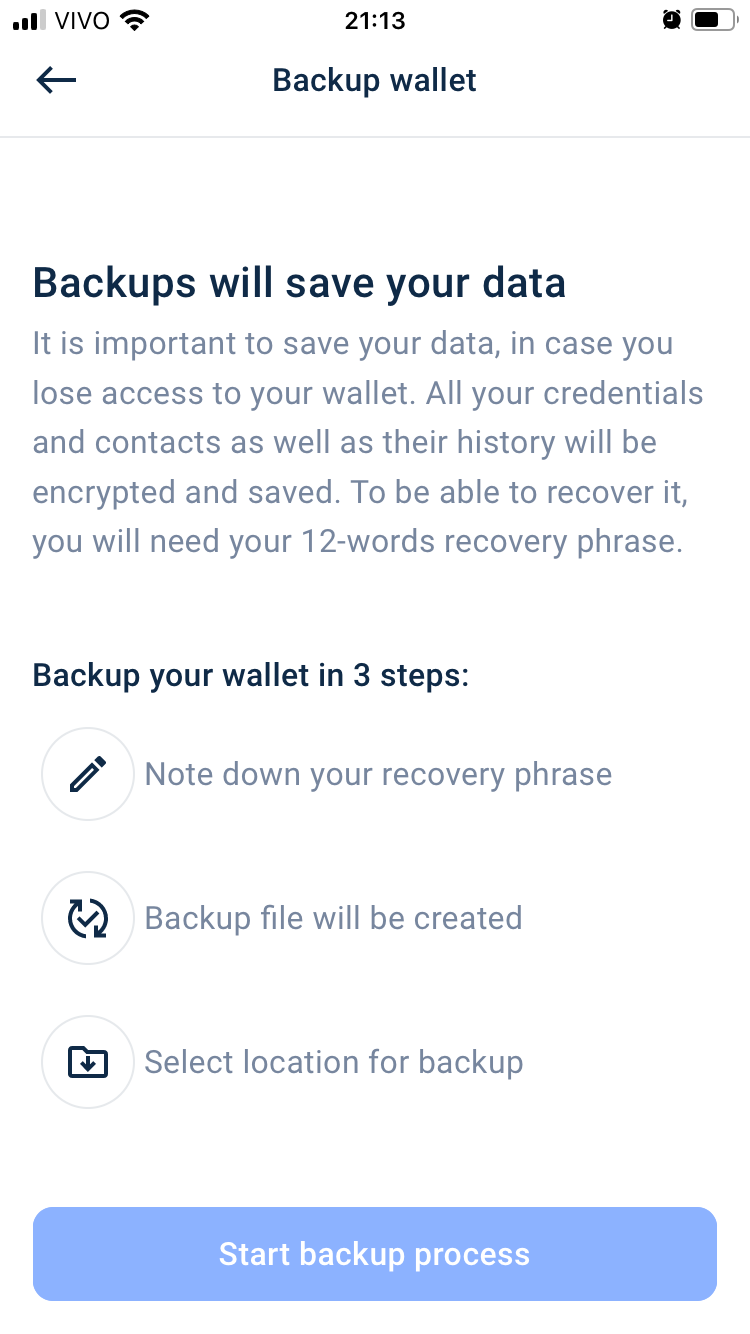 VIVO 21:13
Backup wallet
Backups will save your data
It is important to save your data, in case you
lose access to your wallet. All your credentials
and contacts as well as their history will be
encrypted and saved. To be able to recover it,
you will need your 12-words recovery phrase.
Backup your wallet in 3 steps:
Note down your recovery phrase
Backup file will be created
Select location for backup
Start backup process